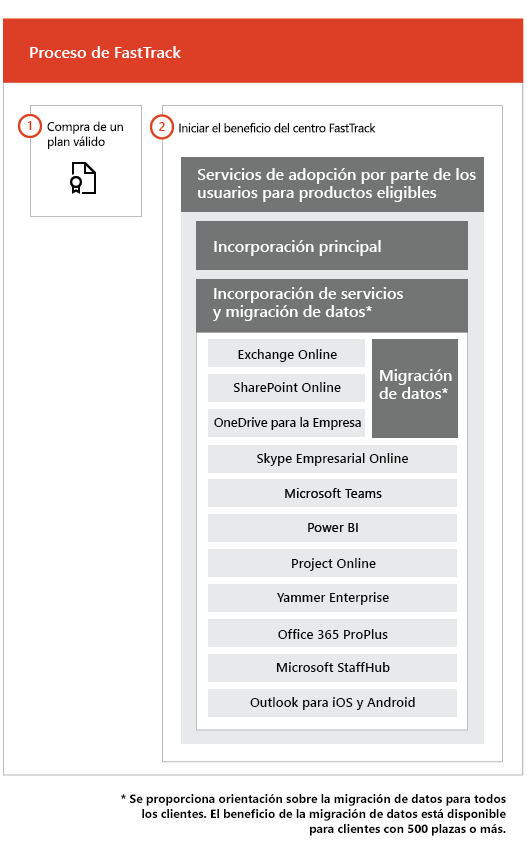 Proceso de FastTrack
1 Compra de un
plan válido
2 Iniciar el beneficio del centro FastTrack
Servicios de adopción por parte de los
usuarios para productos eligibles
Incorporación principal
Incorporación de servicios
y migración de datos*
Exchange Online
SharePoint Online
OneDrive para la Empresa
Migración
de datos*
Skype Empresarial Online
Microsoft Teams
Power BI
Project Online
Yammer Enterprise
Office 365 ProPlus
Microsoft StaffHub
Outlook para iOS y Android
* Se proporciona orientación sobre la migración de datos para todos
los clientes. El beneficio de la migración de datos está disponible
para clientes con 500 plazas o más.